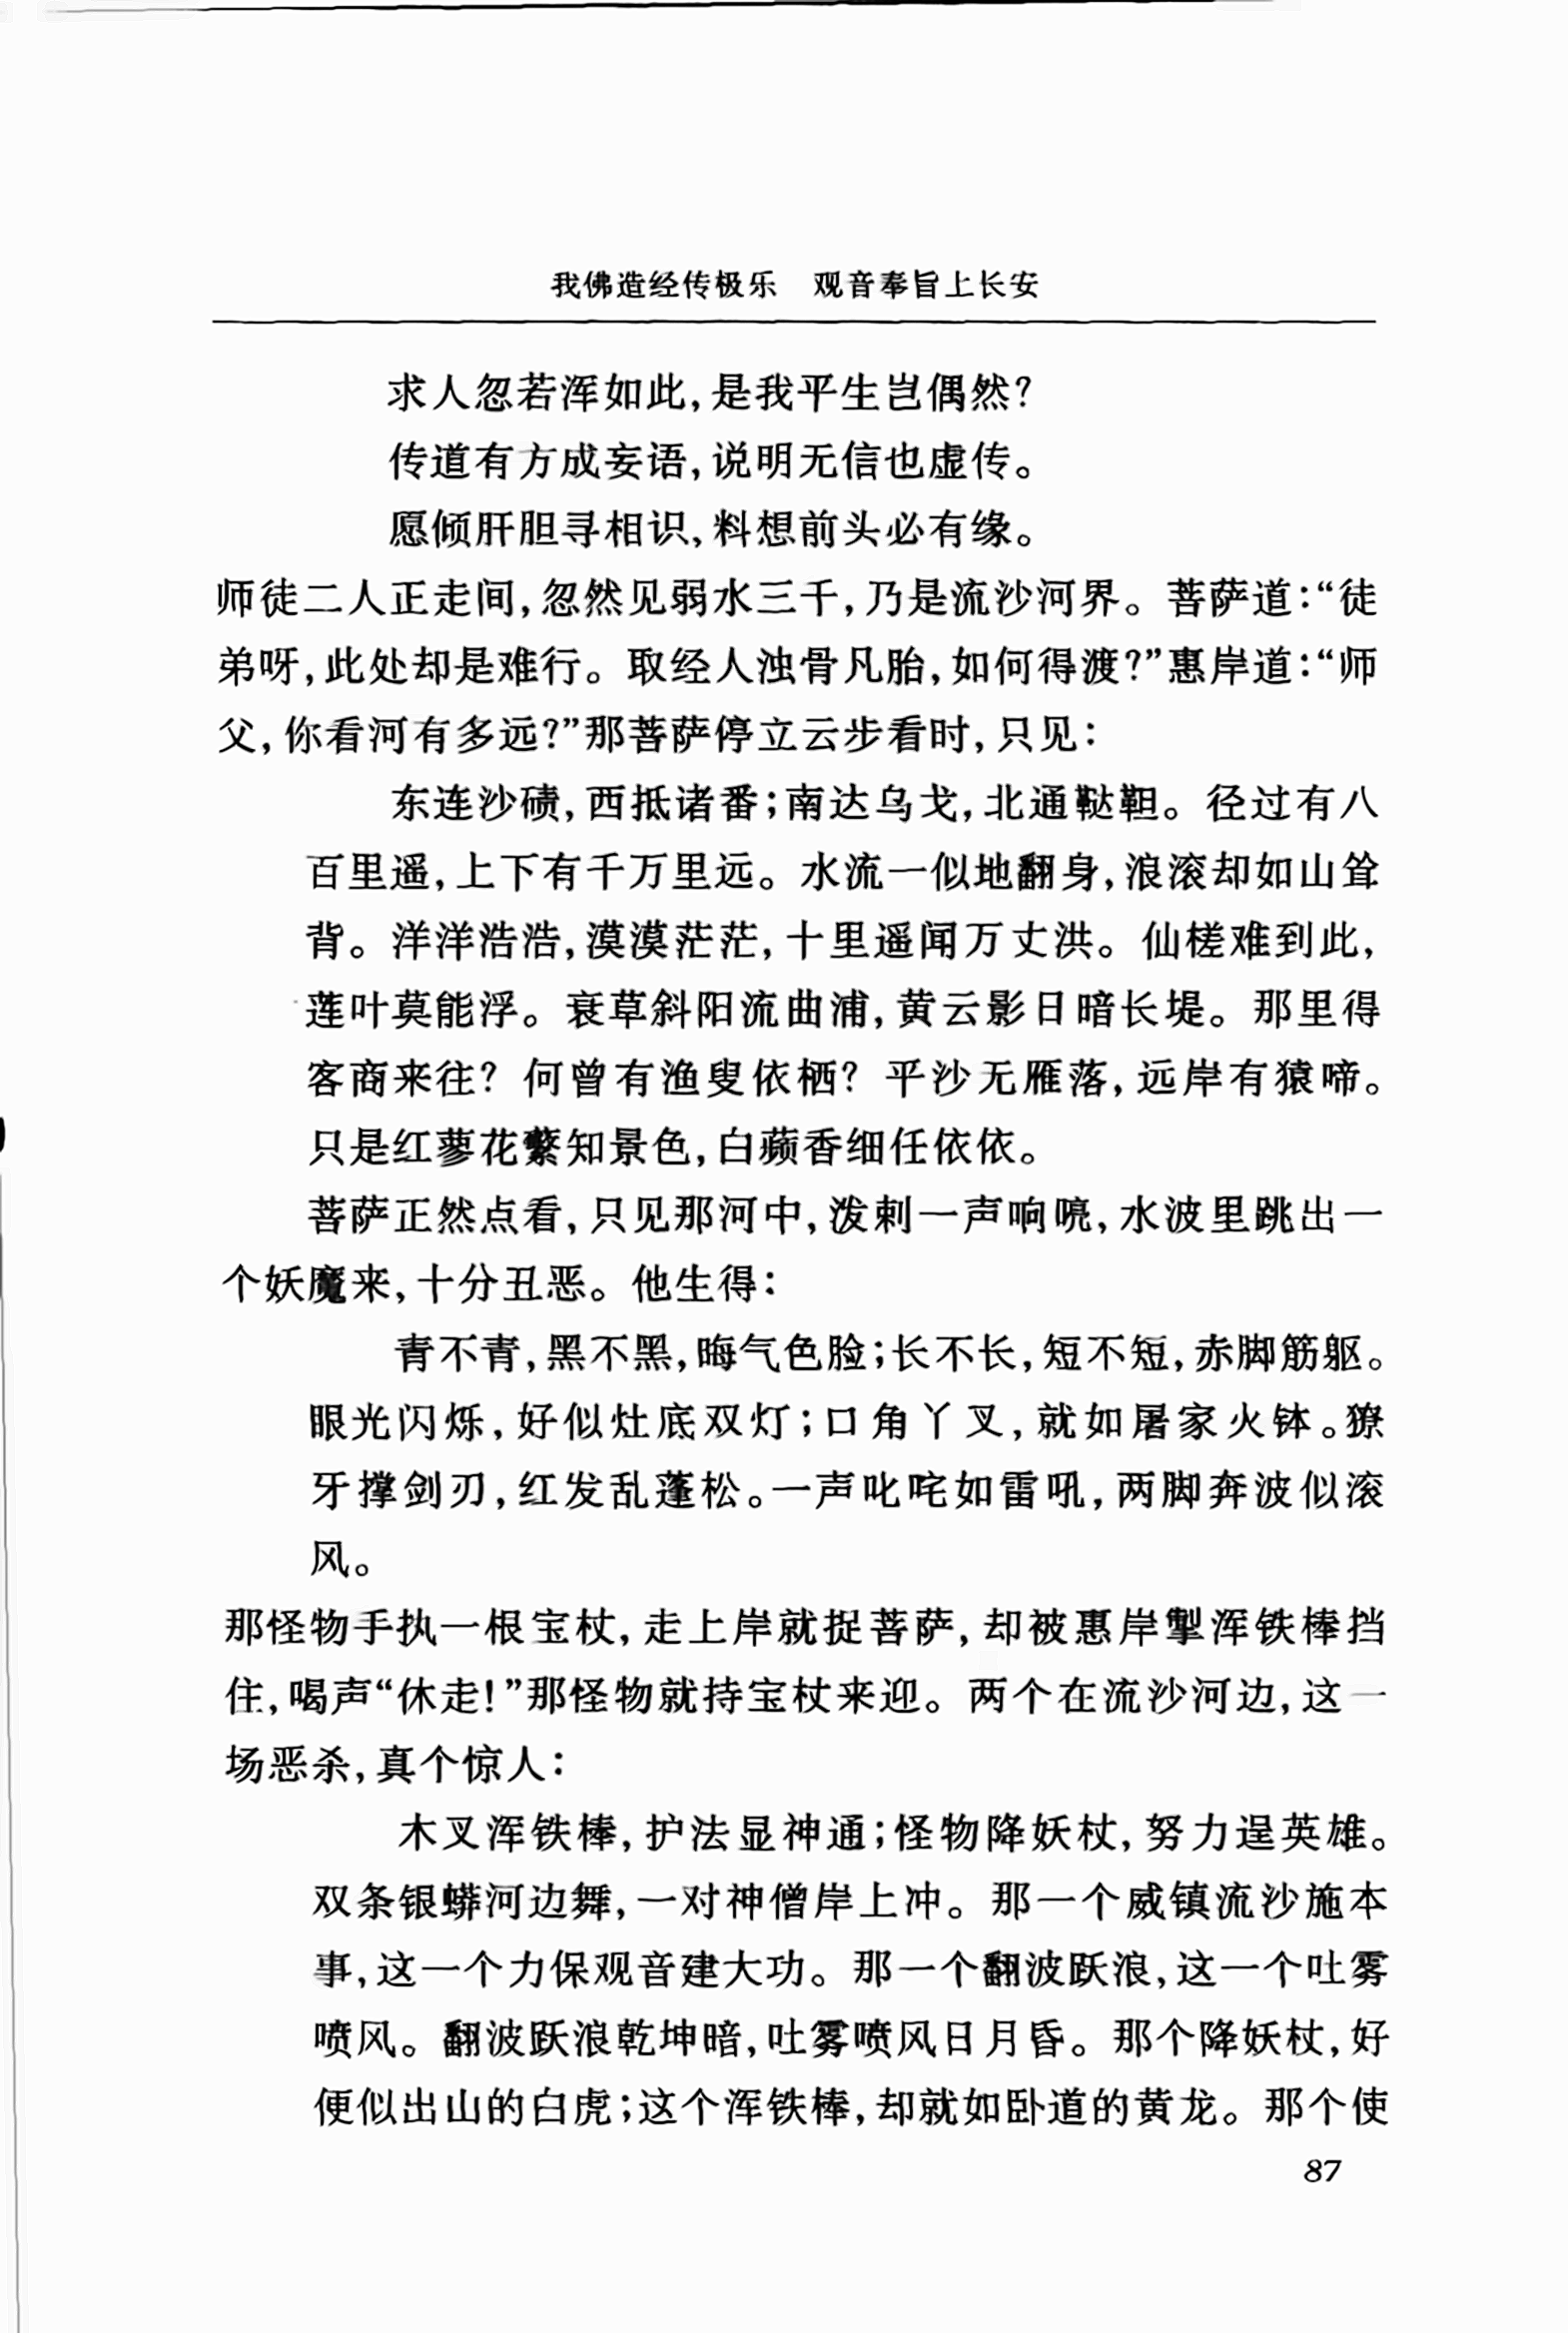 我佛造经传极乐　观音奉旨上长安
求人忽若浑如此,是我平生岂偶然?
传道有方成妄语,说明无信也虚传。
愿倾肝胆寻相识,料想前头必有缘。
师徒二人正走间,忽然见弱水三千,乃是流沙河界。菩萨道:“徒
弟呀,此处却是难行。取经人浊骨凡胎,如何得渡?”惠岸道:“师
父,你看河有多远?”那菩萨停立云步看时,只见:
东连沙碛,西抵诸番;南达乌戈,北通鞑靼。径过有八
百里遥,上下有千万里远。水流一似地翻身,浪滚却如山耸
背。洋洋浩浩,漠漠茫茫,十里遥闻万丈洪。仙槎难到此,
莲叶莫能浮。衰草斜阳流曲浦,黄云影日暗长堤。那里得
客商来往?何曾有渔叟依栖?平沙无雁落,远岸有猿啼。
只是红蓼花蘩知景色,白蘋香细任依依。
菩萨正然点看,只见那河中,泼剌一声响喨,水波里跳出一
个妖魔来,十分丑恶。他生得:
青不青,黑不黑,晦气色脸;长不长,短不短,赤脚筋躯。
眼光闪烁,好似灶底双灯;口角丫叉,就如屠家火钵。獠
牙撑剑刃,红发乱蓬松。一声叱咤如雷吼,两脚奔波似滚
风。
那怪物手执一根宝杖,走上岸就捉菩萨,却被惠岸掣浑铁棒挡
住,喝声“休走!”那怪物就持宝杖来迎。两个在流沙河边,这一
场恶杀,真个惊人:
木叉浑铁棒,护法显神通;怪物降妖杖,努力逞英雄。
双条银蟒河边舞,一对神僧岸上冲。那一个威镇流沙施本
事,这一个力保观音建大功。那一个翻波跃浪,这一个吐雾
喷风。翻波跃浪乾坤暗,吐雾喷风日月昏。那个降妖杖,好
便似出山的白虎;这个浑铁棒,却就如卧道的黄龙。那个使
87